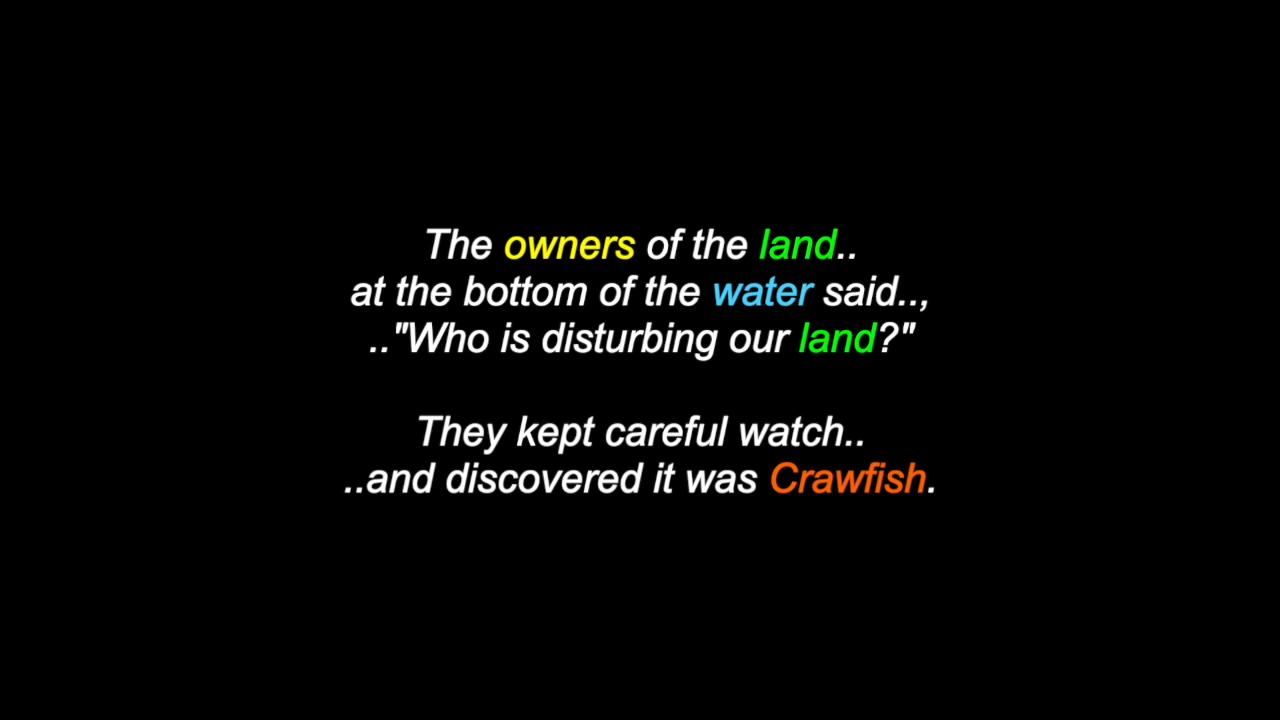 The owners of the land..
at the bottom of the water said..,
.."Who is disturbing our land?"
They kept careful watch..
..and discovered it was Crawfish.